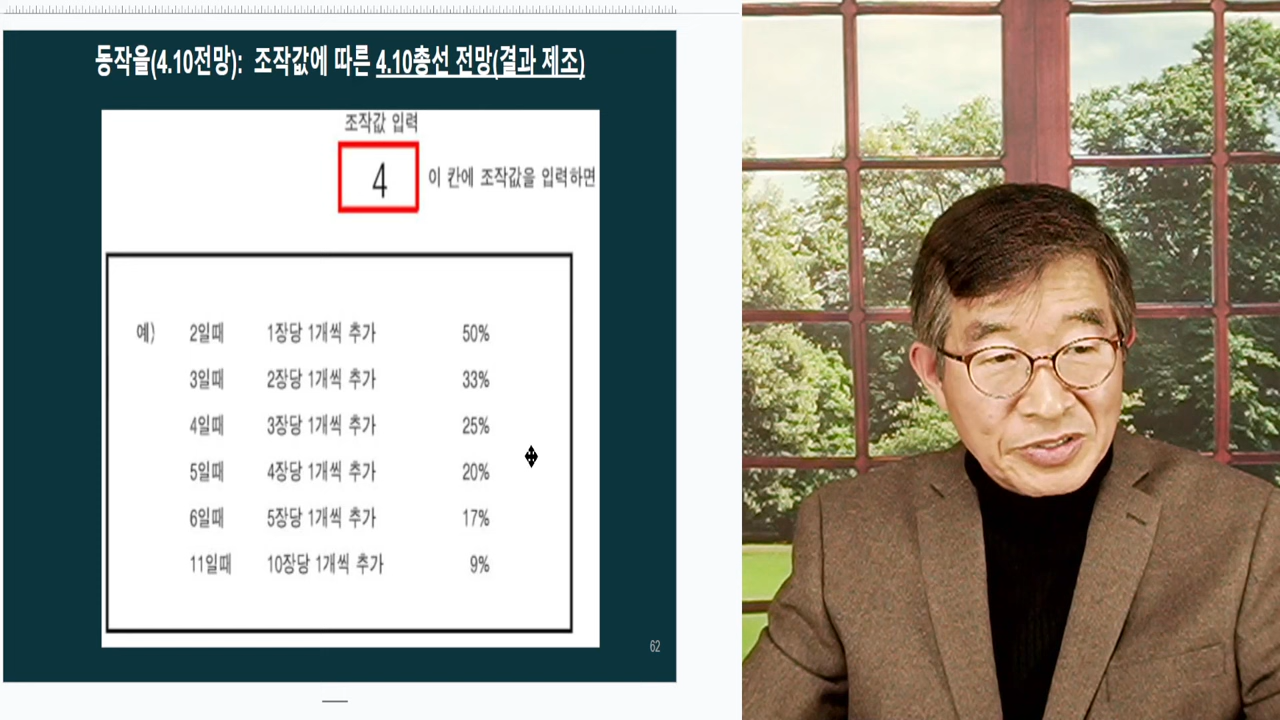 동작을(4.10전망): 조작값에 따른 4.10총선 전망(결과 제조)
조작값 입력
4 이 칸에 조작값을 입력하면
예) 2일때 1장당 1개씩 추가 50%
3일때 2장당 1개씩 추가 33%
4일때 3장당 1개씩 추가 25%
5일때 4장당 1개씩 추가 20%
6일때 5장당 1개씩 추가 17%
11일때 10장당 1개씩 추가 9%
62